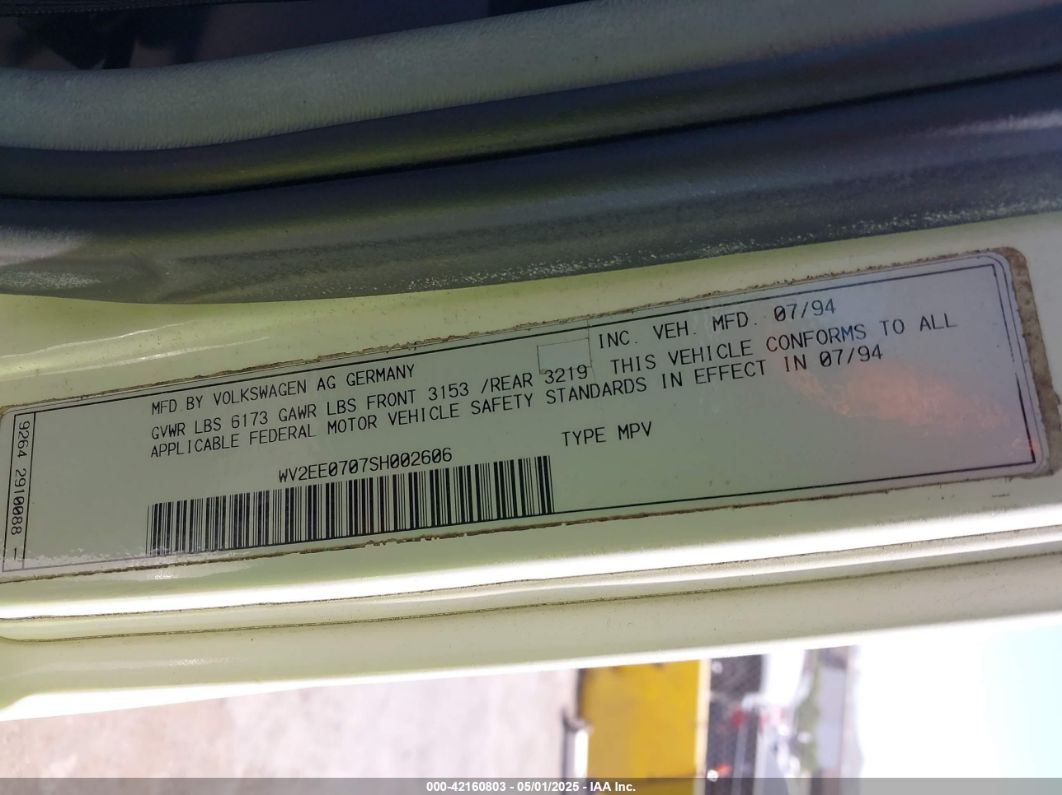 MFD.BY VOLKSWAGEN AG GERMANY INC. VEH. MFD. 07/94
GVWR LBS 6173 GAWR LBS FRONT 3153 /REAR 3219 THIS VEHICLE CONFORMS TO ALL
APPLICABLE FEDERAL MOTOR VEHICLE SAFETY STANDARDS IN EFFECT IN 07/94
WV2EE0707SH002606 TYPE MPV
9264 2910088 -
000-42160803 - 05/01/2025 - IAA Inc.